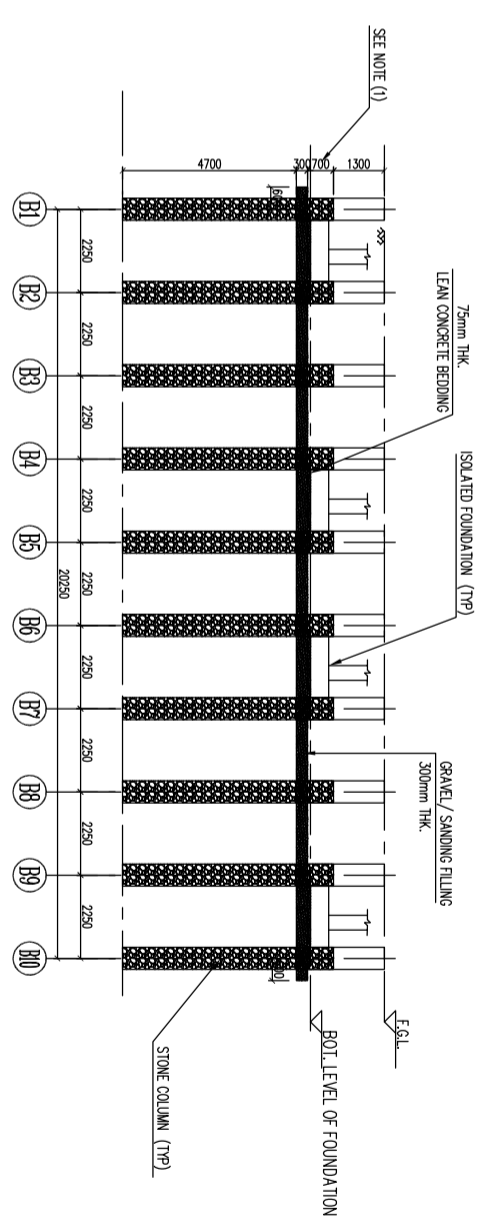 SEE NOTE (1)
75mm THK.
LEAN CONCRETE BEDDING
ISOLATED FOUNDATION (TYP)
GRAVEL/ SANDING FILLING
300mm THK.
F.G.L.
BOT. LEVEL OF FOUNDATION
STONE COLUMN (TYP)
4700
300
700
1300
2250
2250
2250
2250
2250
2250
2250
2250
2250
20250
B1
B2
B3
B4
B5
B6
B7
B8
B9
B10